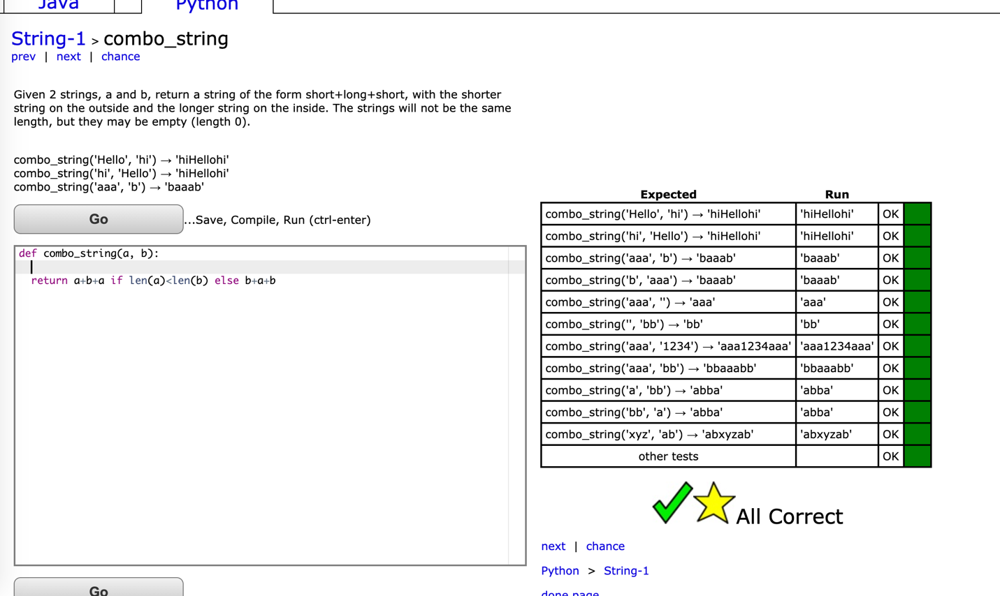 Java Python
String-1 > combo_string
prev | next | chance
Given 2 strings, a and b, return a string of the form short+long+short, with the shorter
string on the outside and the longer string on the inside. The strings will not be the same
length, but they may be empty (length 0).
combo_string('Hello', 'hi') → 'hiHellohi'
combo_string('hi', 'Hello') → 'hiHellohi'
combo_string('aaa', 'b') → 'baaab'
Go ...Save, Compile, Run (ctrl-enter)
def combo_string(a, b):
return a+b+a if len(a)<len(b) else b+a+b
Go
Expected Run
combo_string('Hello', 'hi') → 'hiHellohi' 'hiHellohi' OK
combo_string('hi', 'Hello') → 'hiHellohi' 'hiHellohi' OK
combo_string('aaa', 'b') → 'baaab' 'baaab' OK
combo_string('b', 'aaa') → 'baaab' 'baaab' OK
combo_string('aaa', '') → 'aaa' 'aaa' OK
combo_string('', 'bb') → 'bb' 'bb' OK
combo_string('aaa', '1234') → 'aaa1234aaa' 'aaa1234aaa' OK
combo_string('aaa', 'bb') → 'bbaaabb' 'bbaaabb' OK
combo_string('a', 'bb') → 'abba' 'abba' OK
combo_string('bb', 'a') → 'abba' 'abba' OK
combo_string('xyz', 'ab') → 'abxyzab' 'abxyzab' OK
other tests OK
All Correct
next | chance
Python > String-1
done page